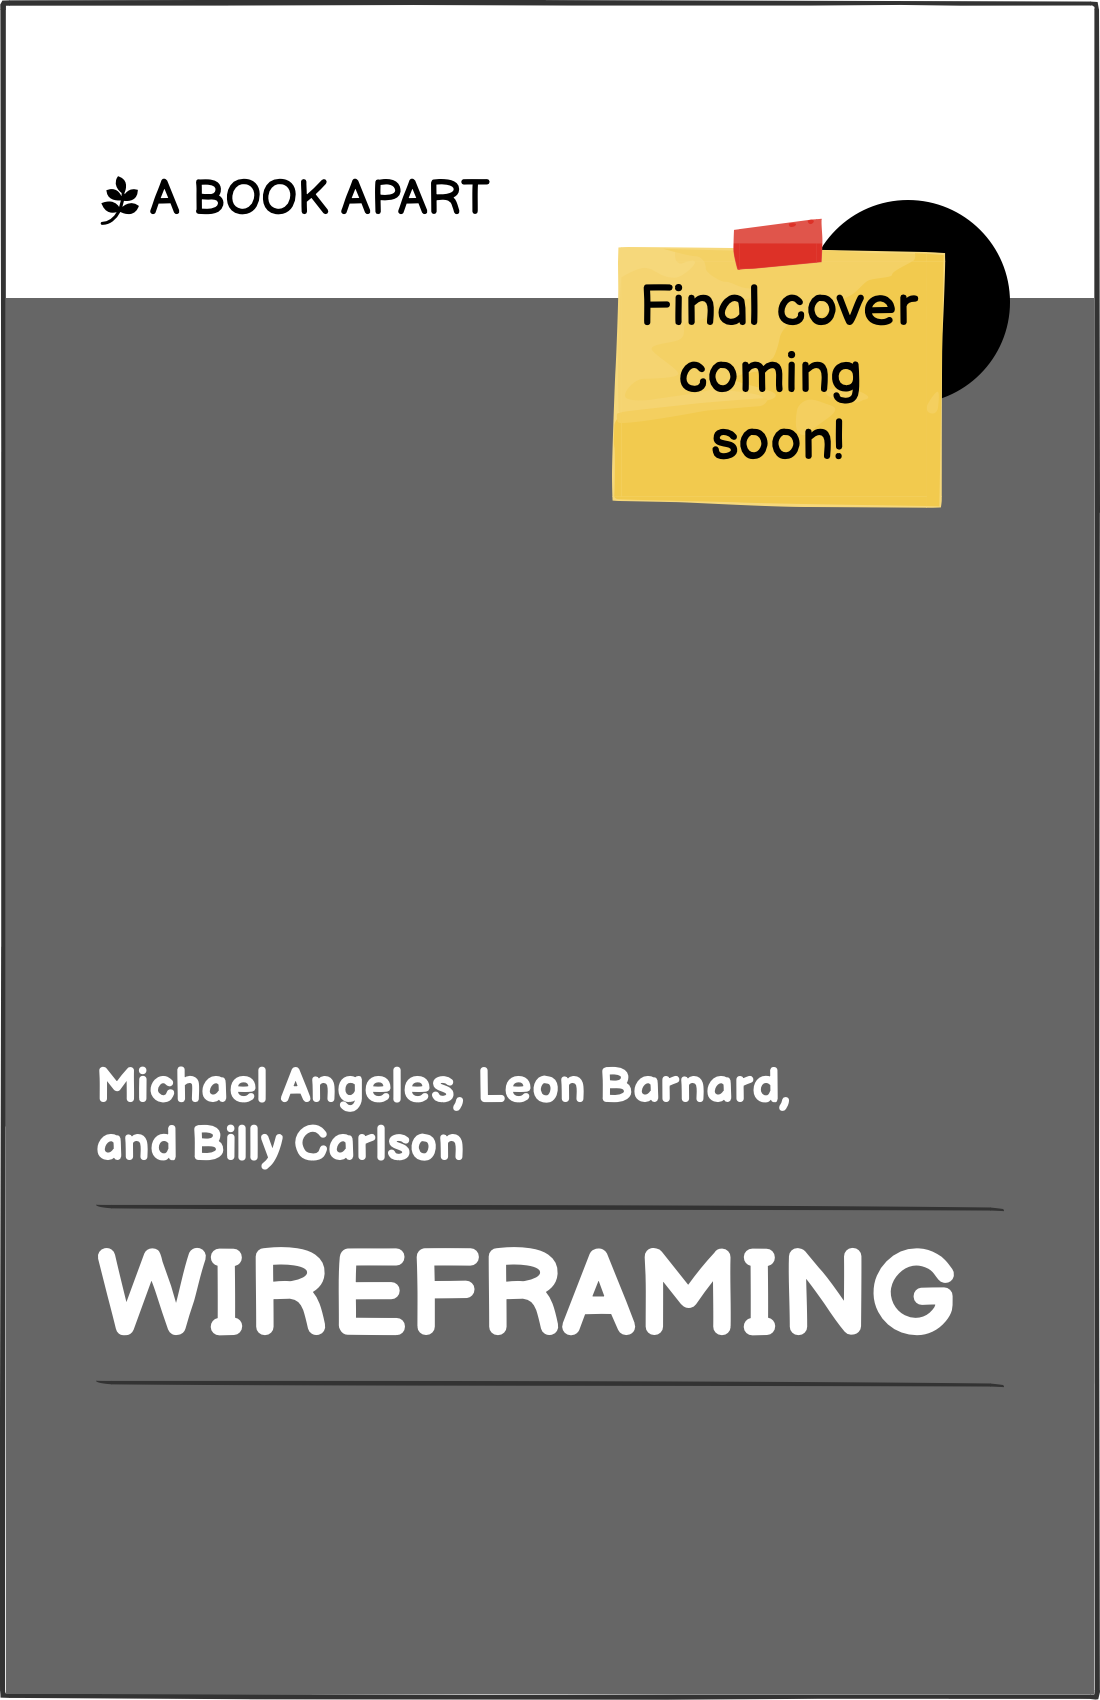 A BOOK APART
Final cover
coming
soon!
Michael Angeles, Leon Barnard,
and Billy Carlson
WIREFRAMING